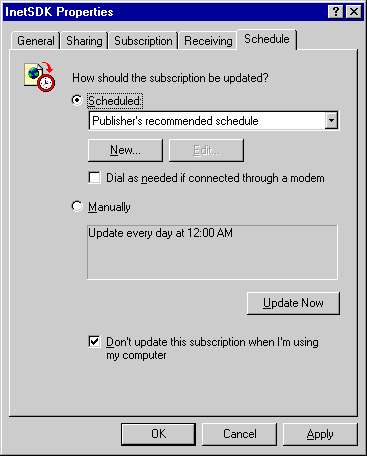 InetSDK Properties
General Sharing Subscription Receiving Schedule
How should the subscription be updated?
Scheduled:
Publisher's recommended schedule
New... Edit...
Dial as needed if connected through a modem
Manually
Update every day at 12:00 AM
Update Now
Don't update this subscription when I'm using
my computer
OK Cancel Apply